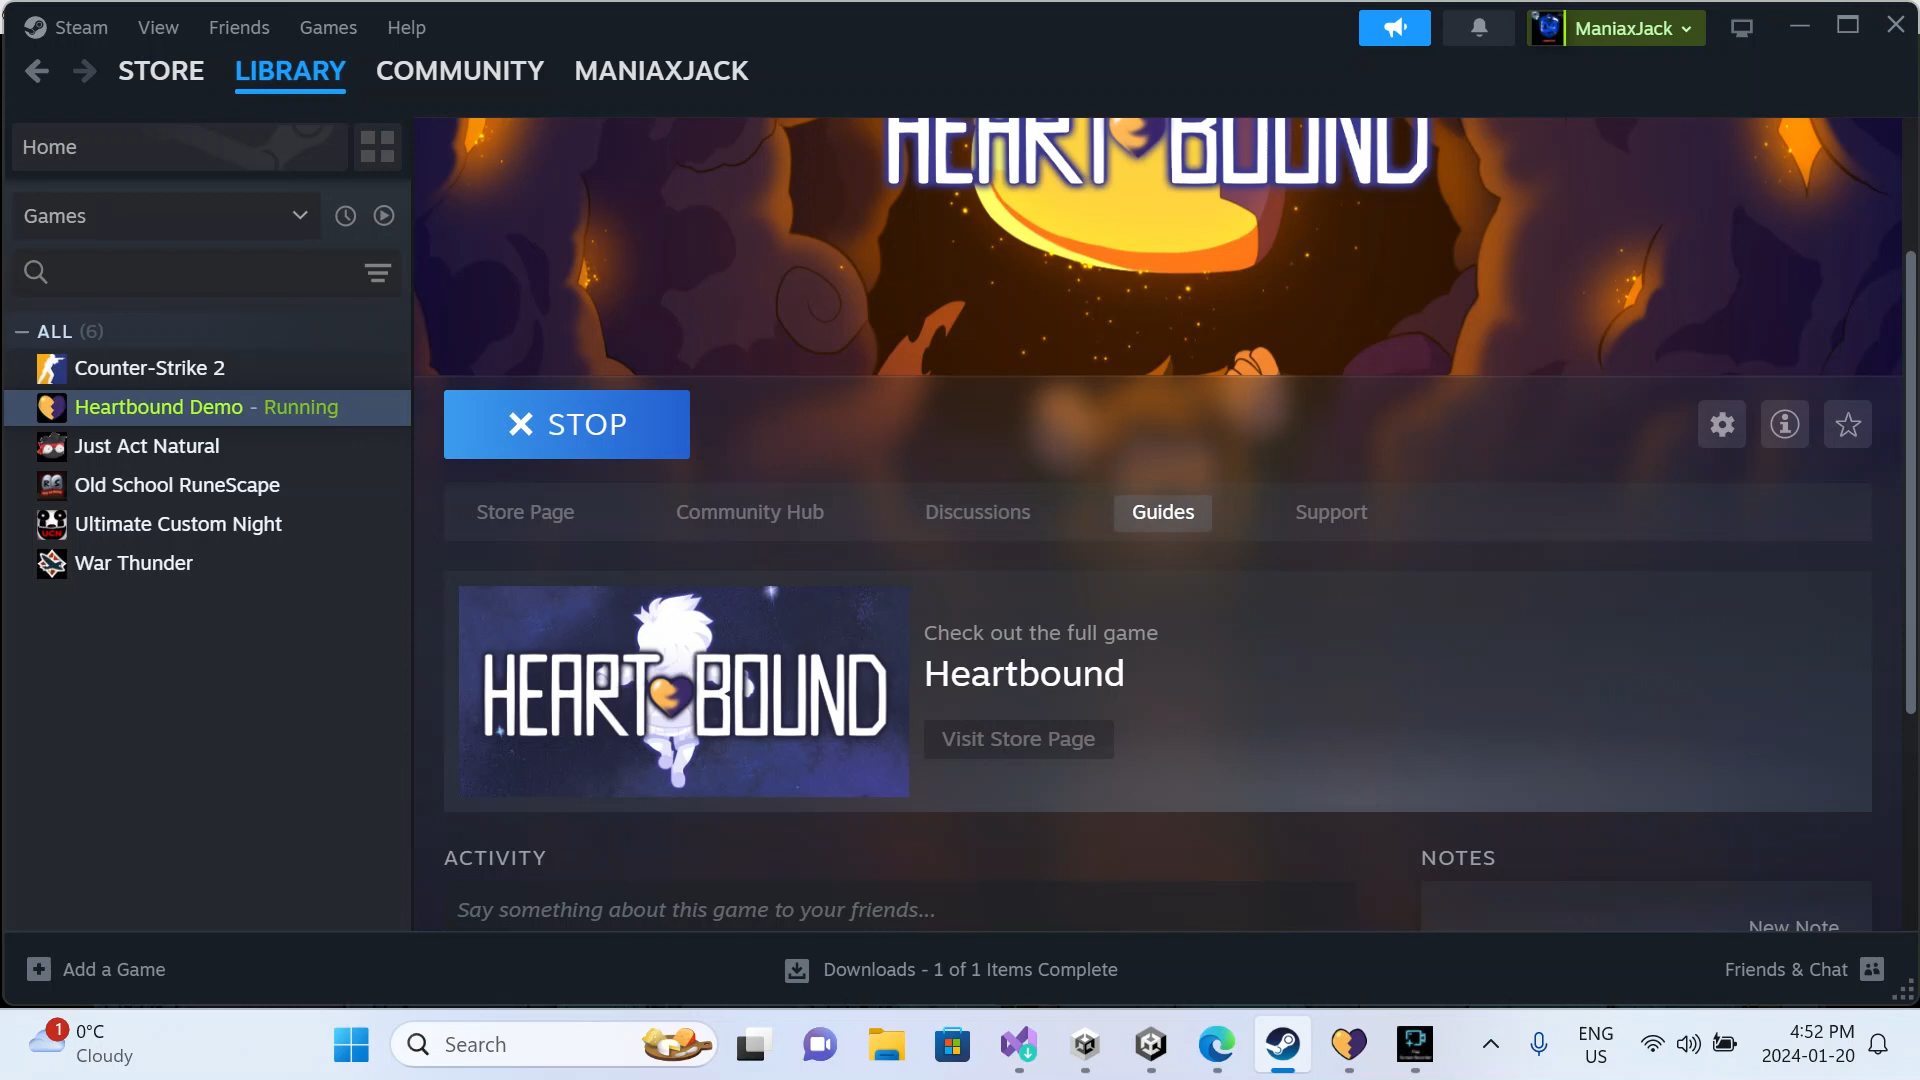 Steam View Friends Games Help
ManiaxJack
STORE LIBRARY COMMUNITY MANIAXJACK
Home
Games
ALL (6)
Counter-Strike 2
Heartbound Demo - Running
Just Act Natural
Old School RuneScape
Ultimate Custom Night
War Thunder
HEARTBOUND
STOP
Store Page Community Hub Discussions Guides Support
HEARTBOUND
Check out the full game
Heartbound
Visit Store Page
ACTIVITY
NOTES
Say something about this game to your friends...
New Note
Add a Game
Downloads - 1 of 1 Items Complete
Friends & Chat
1
0°C
Cloudy
Search
ENG
US
4:52 PM
2024-01-20